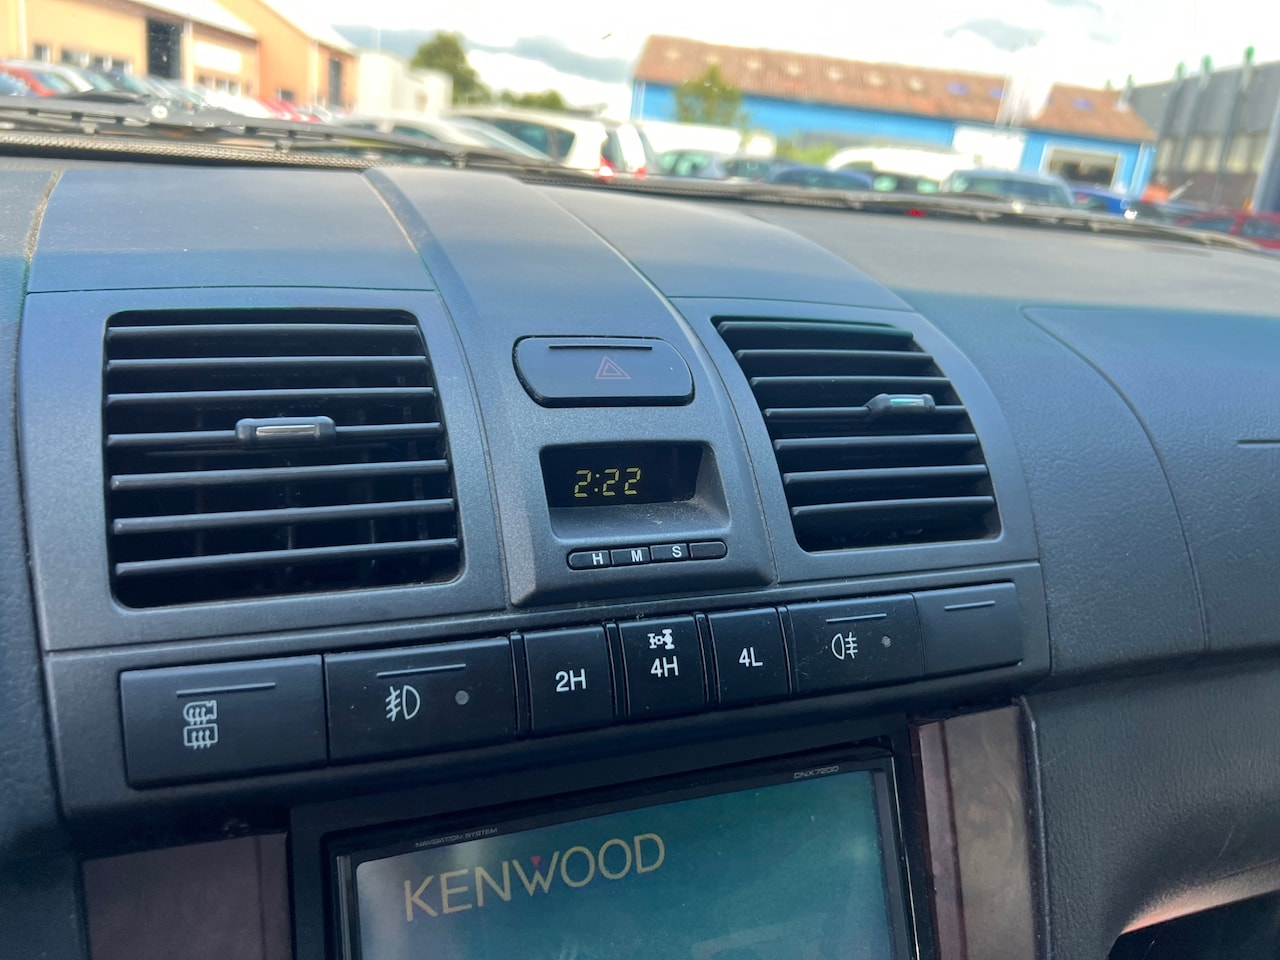 2:22
H M S
2H 4H 4L
DNX7200
NAVIGATION SYSTEM
KENWOOD